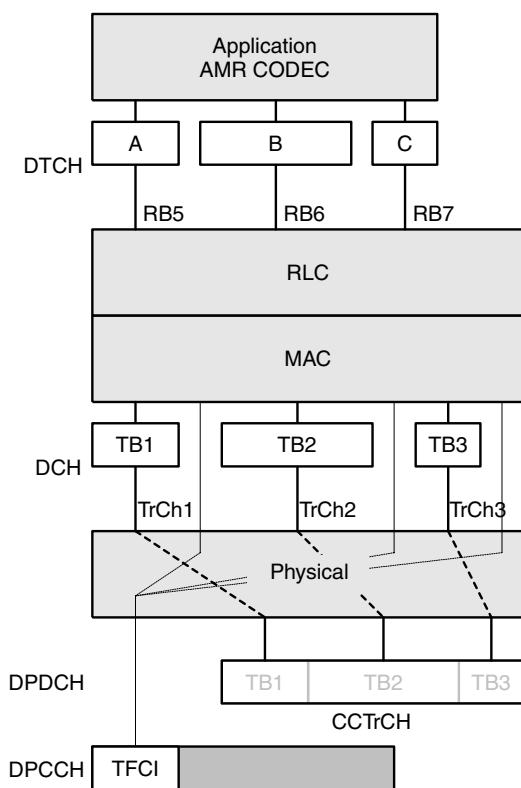 Application
AMR CODEC
A B C
DTCH
RB5 RB6 RB7
RLC
MAC
TB1 TB2 TB3
DCH
TrCh1 TrCh2 TrCh3
Physical
DPDCH TB1 TB2 TB3
CCTrCH
DPCCH TFCI